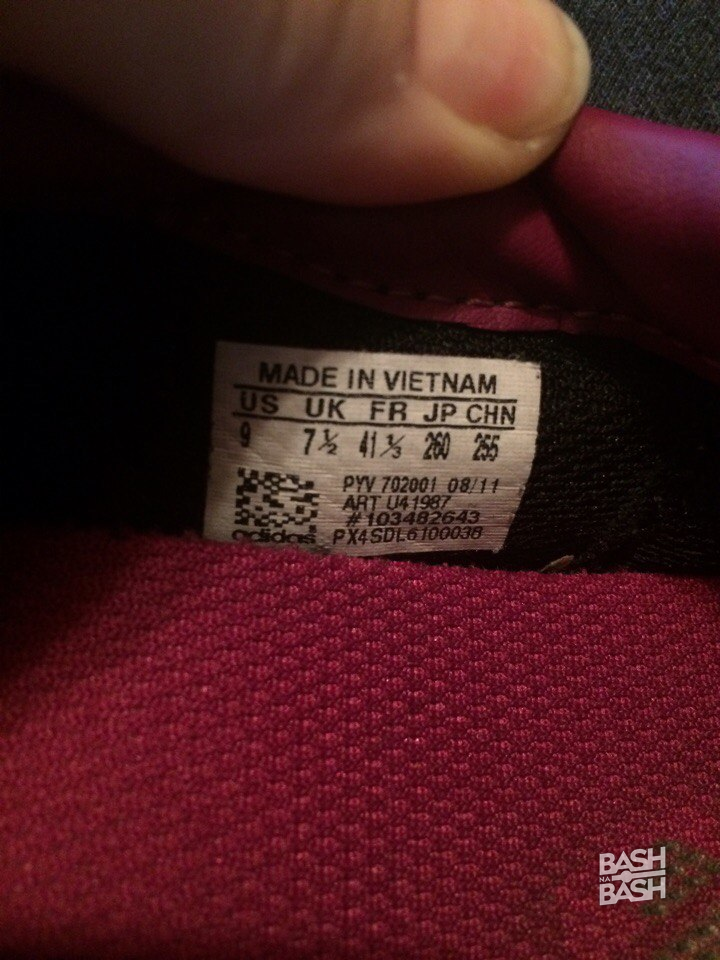 MADE IN VIETNAM
US UK FR JP CHN
9 7½ 41⅓ 260 255
PYV 702001 08/11
ART U41987
#103482643
adidas PX4SDL6100038
BASH
NA
BASH